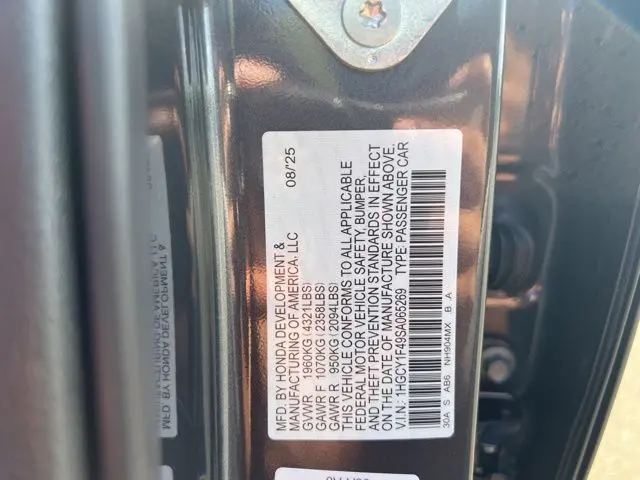 MFD. BY HONDA DEVELOPMENT &
MANUFACTURING OF AMERICA, LLC 08/25
GVWR 1960KG(4321LBS)
GAWR F 1070KG(2358LBS)
GAWR R 950KG(2094LBS)
THIS VEHICLE CONFORMS TO ALL APPLICABLE
FEDERAL MOTOR VEHICLE SAFETY, BUMPER,
AND THEFT PREVENTION STANDARDS IN EFFECT
ON THE DATE OF MANUFACTURE SHOWN ABOVE.
V.I.N.: 1HGCY1F49SA065269 TYPE: PASSENGER CAR
30A S AB6 NH904MX B A